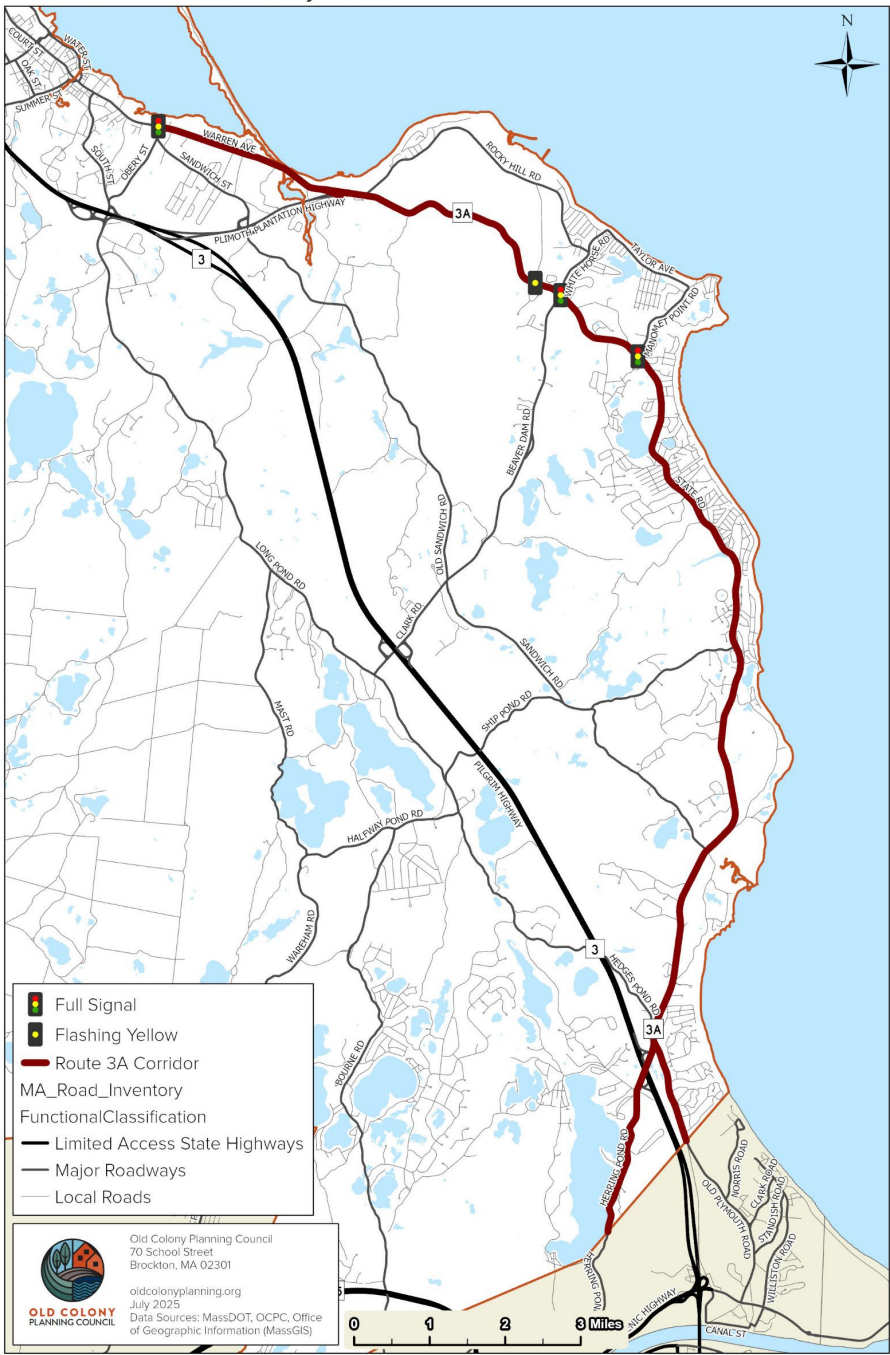 N
COURT ST
WATER ST
OAK ST
SUMMER ST
WARREN AVE
SOUTH ST
OBERY ST
SANDWICH ST
PLIMOTH PLANTATION HIGHWAY
3
3A
ROCKY HILL RD
WHITE HORSE RD
TAYLOR AVE
MANOMET POINT RD
BEAVER DAM RD
STATE RD
OLD SANDWICH RD
LONG POND RD
CLARK RD
SANDWICH RD
SHIP POND RD
MAST RD
PILGRIM HIGHWAY
HALFWAY POND RD
WAREHAM RD
3
HEDGES POND RD
3A
BOURNE RD
HERRING POND RD
NORRIS ROAD
CLARK ROAD
STANDISH ROAD
OLD PLYMOUTH ROAD
WILLISTON ROAD
HERRING PON
NIC HIGHWAY
CANAL ST
Full Signal
Flashing Yellow
Route 3A Corridor
MA_Road_Inventory
FunctionalClassification
Limited Access State Highways
Major Roadways
Local Roads
OLD COLONY
PLANNING COUNCIL
Old Colony Planning Council
70 School Street
Brockton, MA 02301
oldcolonyplanning.org
July 2025
Data Sources: MassDOT, OCPC, Office
of Geographic Information (MassGIS)
0 1 2 3 Miles